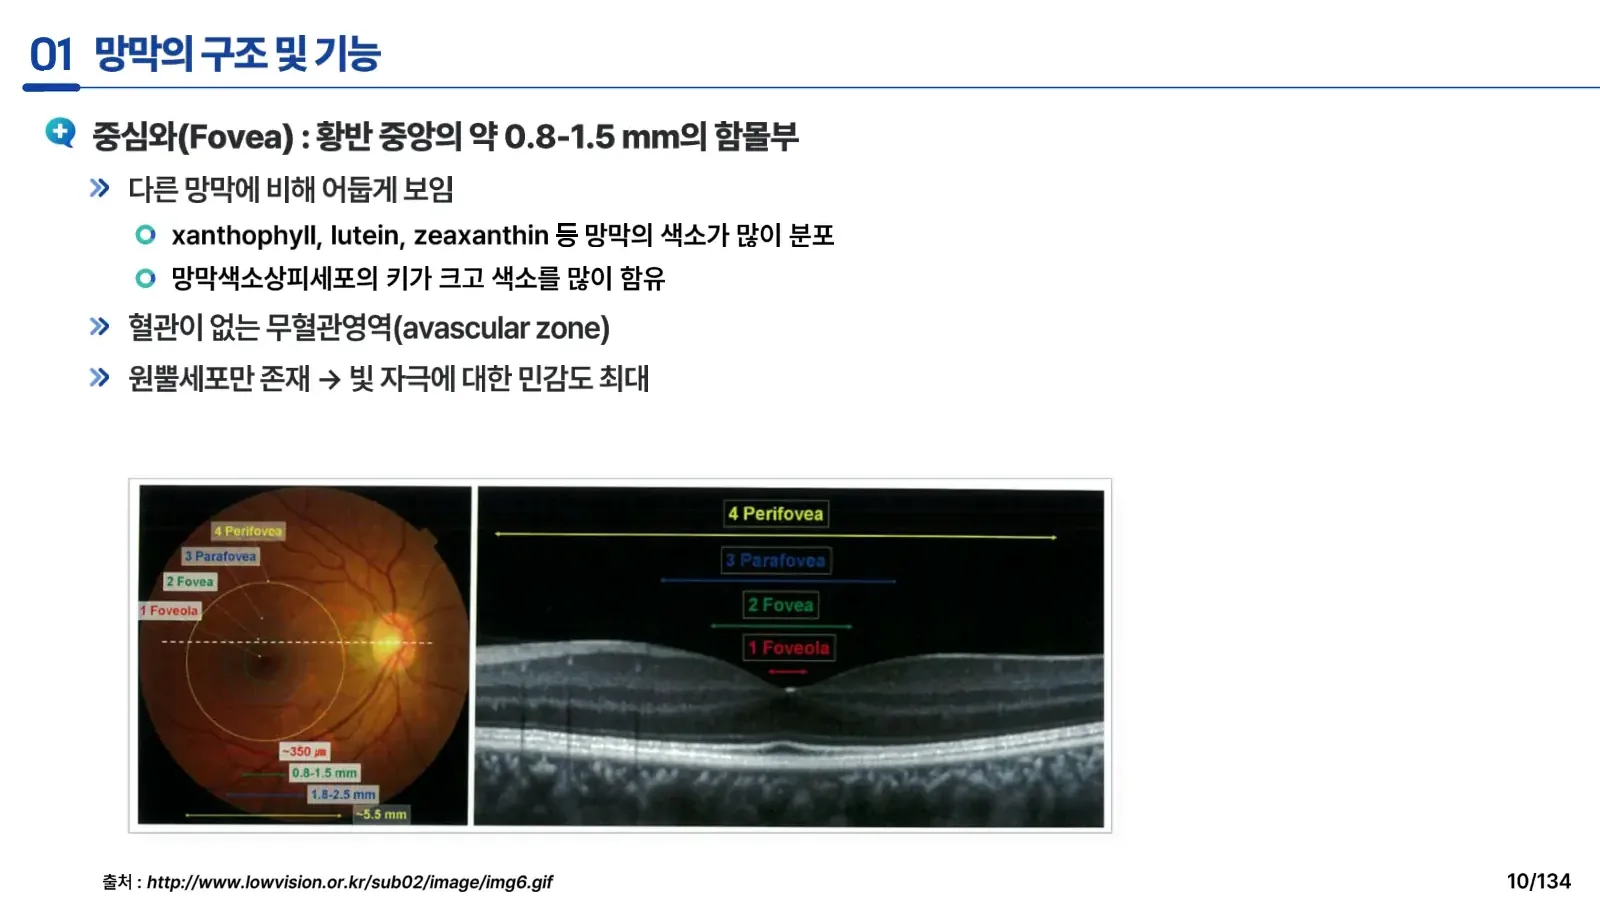 01 망막의 구조 및 기능
중심와(Fovea) : 황반 중앙의 약 0.8-1.5 mm의 함몰부
다른 망막에 비해 어둡게 보임
xanthophyll, lutein, zeaxanthin 등 망막의 색소가 많이 분포
망막색소상피세포의 키가 크고 색소를 많이 함유
혈관이 없는 무혈관영역(avascular zone)
원뿔세포만 존재 → 빛 자극에 대한 민감도 최대
4 Perifovea
3 Parafovea
2 Fovea
1 Foveola
~350 ㎛
0.8-1.5 mm
1.8-2.5 mm
~5.5 mm
4 Perifovea
3 Parafovea
2 Fovea
1 Foveola
출처 : http://www.lowvision.or.kr/sub02/image/img6.gif
10/134